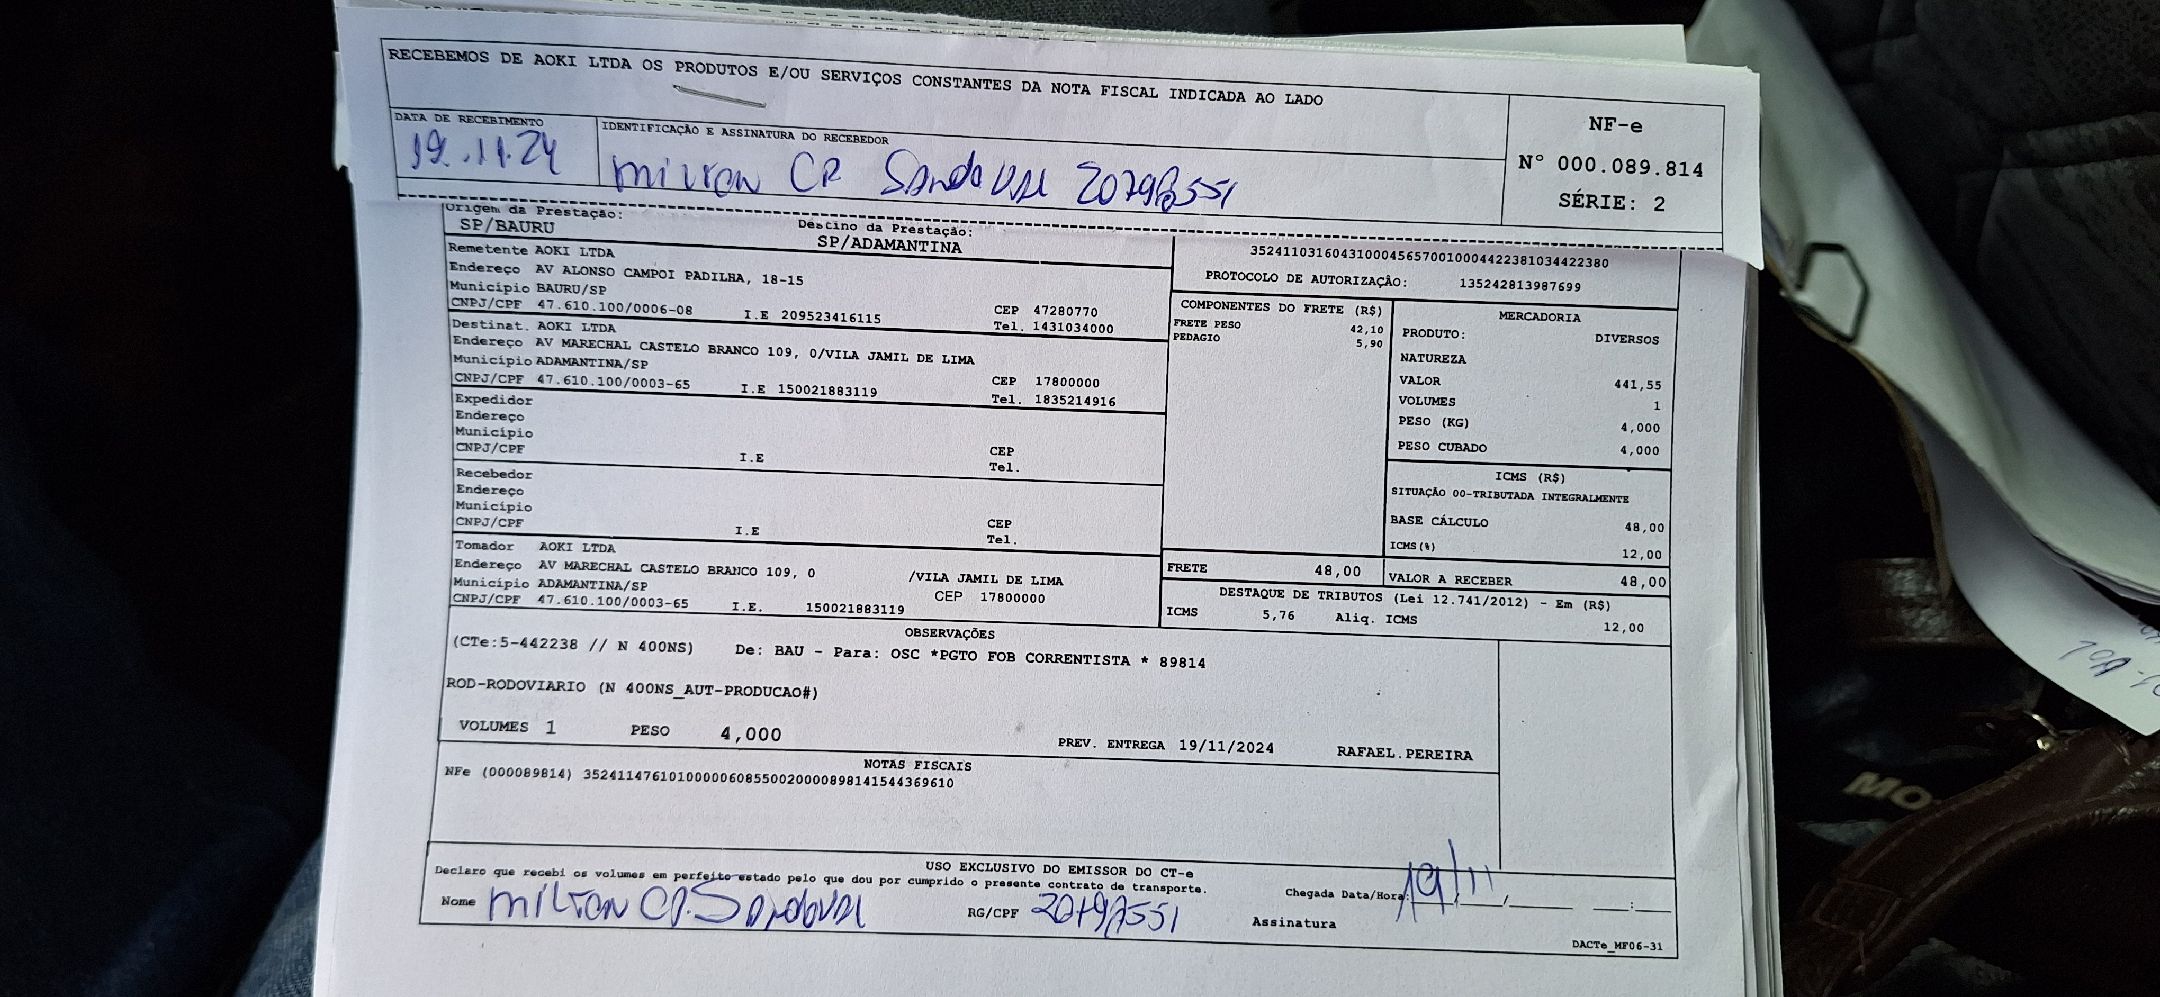 RECEBEMOS DE AOKI LTDA OS PRODUTOS E/OU SERVIÇOS CONSTANTES DA NOTA FISCAL INDICADA AO LADO
DATA DE RECEBIMENTO
19.11.24
IDENTIFICAÇÃO E ASSINATURA DO RECEBEDOR
Milton CR Sandoval
NF-e
N° 000.089.814
SÉRIE: 2
Origem da Prestação:
SP/BAURU
Destino da Prestação:
SP/ADAMANTINA
Remetente AOKI LTDA
Endereço AV ALONSO CAMPOI PADILHA, 18-15
Município BAURU/SP
CNPJ/CPF 47.610.100/0006-08 I.E 209523416115
CEP 47280770
Tel. 1431034000
Destinat. AOKI LTDA
Endereço AV MARECHAL CASTELO BRANCO 109, 0/VILA JAMIL DE LIMA
Município ADAMANTINA/SP
CNPJ/CPF 47.610.100/0003-65 I.E 150021883119
CEP 17800000
Tel. 1835214916
Expedidor
Endereço
Município
CNPJ/CPF I.E
CEP
Tel.
Recebedor
Endereço
Município
CNPJ/CPF I.E
CEP
Tel.
Tomador AOKI LTDA
Endereço AV MARECHAL CASTELO BRANCO 109, 0 /VILA JAMIL DE LIMA
Município ADAMANTINA/SP CEP 17800000
CNPJ/CPF 47.610.100/0003-65 I.E. 150021883119
35241103160431000456570010004422381034422380
PROTOCOLO DE AUTORIZAÇÃO: 135242813987699
COMPONENTES DO FRETE (R$)
FRETE PESO 42,10
PEDAGIO 5,90
MERCADORIA
PRODUTO: DIVERSOS
NATUREZA
VALOR 441,55
VOLUMES 1
PESO (KG) 4,000
PESO CUBADO 4,000
ICMS (R$)
SITUAÇÃO 00-TRIBUTADA INTEGRALMENTE
BASE CÁLCULO 48,00
ICMS(%) 12,00
FRETE 48,00
VALOR A RECEBER 48,00
DESTAQUE DE TRIBUTOS (Lei 12.741/2012) - Em (R$)
ICMS 5,76 Aliq. ICMS 12,00
OBSERVAÇÕES
(CTe:5-442238 // N 400NS) De: BAU - Para: OSC *PGTO FOB CORRENTISTA * 89814
ROD-RODOVIARIO (N 400NS_AUT-PRODUCAO#)
VOLUMES 1 PESO 4,000 PREV. ENTREGA 19/11/2024 RAFAEL.PEREIRA
NOTAS FISCAIS
NFe (000089814) 35241147610100000608550020000898141544369610
USO EXCLUSIVO DO EMISSOR DO CT-e
Declaro que recebi os volumes em perfeito estado pelo que dou por cumprido o presente contrato de transporte.
Nome Milton CR. Sandoval RG/CPF
Chegada Data/Hora: 19/11
Assinatura
DACTe_MF06-31